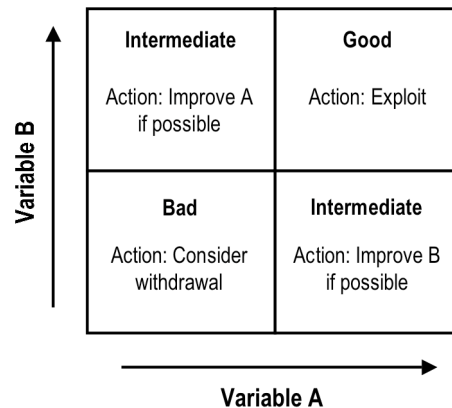 Intermediate
Action: Improve A
if possible
Good
Action: Exploit
Bad
Action: Consider
withdrawal
Intermediate
Action: Improve B
if possible
Variable B
Variable A